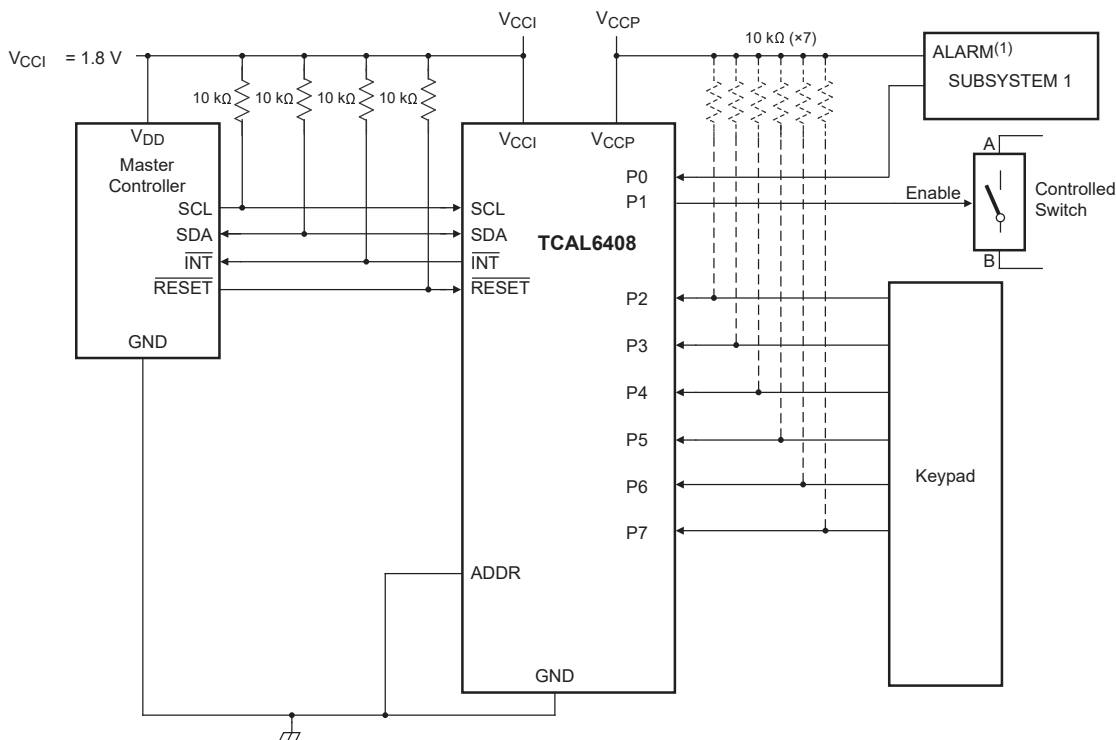 VCCI
VCCP
VCCI = 1.8 V
10 kΩ (×7)
ALARM(1)
SUBSYSTEM 1
10 kΩ
10 kΩ
10 kΩ
10 kΩ
VDD
Master
Controller
VCCI
VCCP
A
P0
Enable
Controlled
Switch
P1
SCL
SCL
SDA
SDA
TCAL6408
INT
INT
B
RESET
RESET
P2
GND
P3
P4
P5
P6
Keypad
P7
ADDR
GND